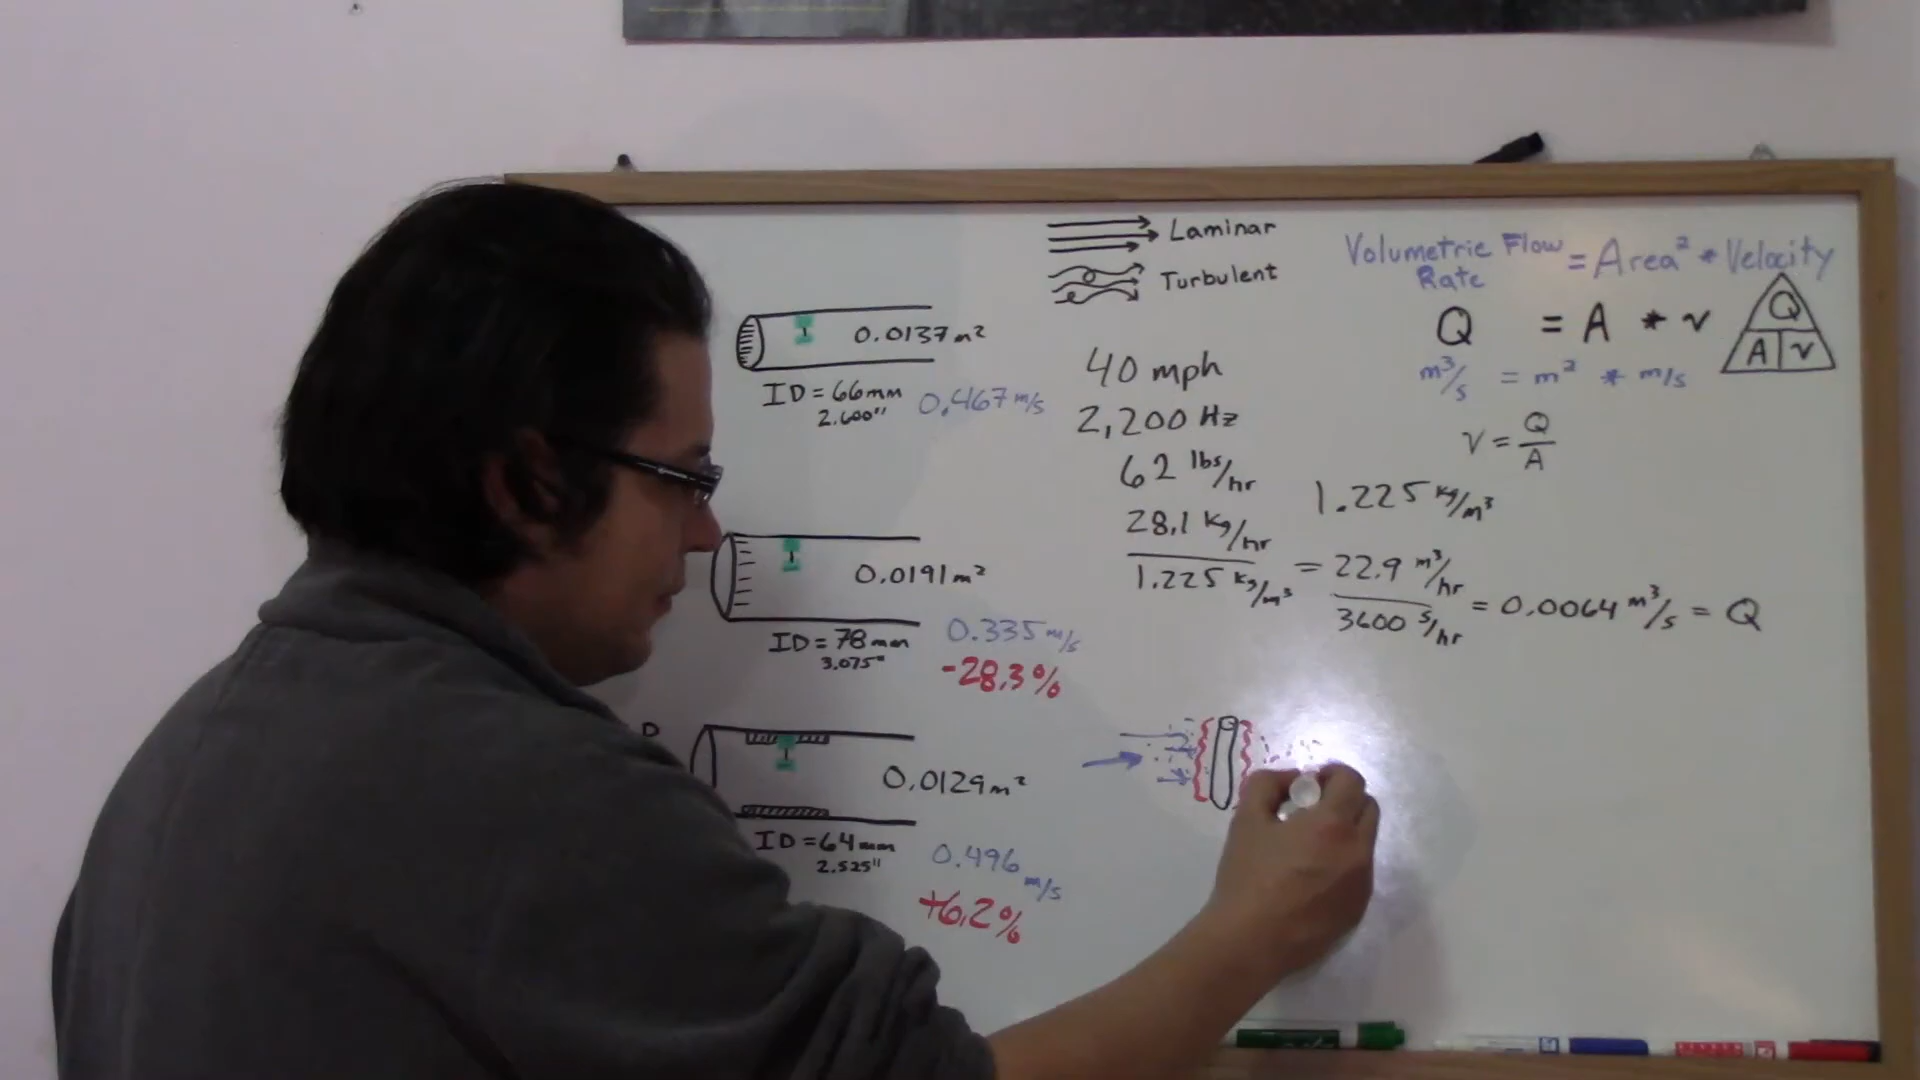 Laminar
Turbulent
Volumetric Flow Rate = Area² * Velocity
Q = A * v
Q
A v
m³/s = m² * m/s
v = Q/A
0.0137 m²
ID = 66mm
2.600"
0.467 m/s
40 mph
2,200 Hz
62 lbs/hr
28.1 kg/hr
1.225 kg/m³
1.225 kg/m³
= 22.9 m³/hr
3600 s/hr
= 0.0064 m³/s = Q
0.0191 m²
ID = 78mm
3.075"
0.335 m/s
-28.3%
D
0.0129 m²
ID = 64mm
2.525"
0.496 m/s
+6.2%